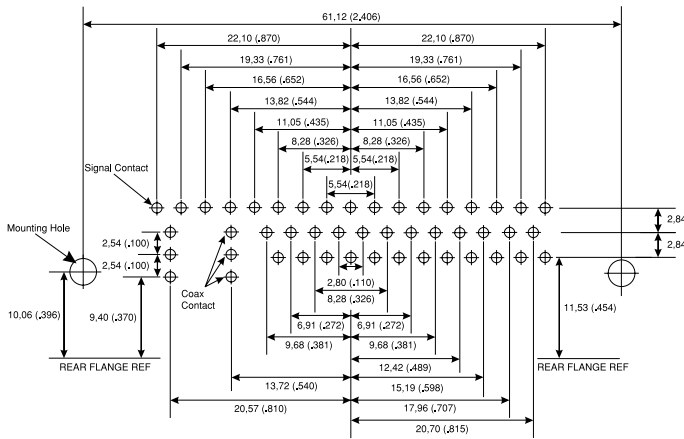 61,12 (2.406)
22,10 (.870) 22,10 (.870)
19,33 (.761) 19,33 (.761)
16,56 (.652) 16,56 (.652)
13,82 (.544) 13,82 (.544)
11,05 (.435) 11,05 (.435)
8,28 (.326) 8,28 (.326)
Signal Contact
5,54(.218) 5,54(.218)
5,54(.218)
2,84
Mounting Hole
2,54 (.100)
2,84
2,54 (.100)
Coax
Contact
2,80 (.110)
8,28 (.326)
10,06 (.396)
9,40 (.370)
11,53 (.454)
6,91 (.272) 6,91 (.272)
9,68 (.381) 9,68 (.381)
REAR FLANGE REF
REAR FLANGE REF
12,42 (.489)
13,72 (.540)
15,19 (.598)
20,57 (.810)
17,96 (.707)
20,70 (.815)